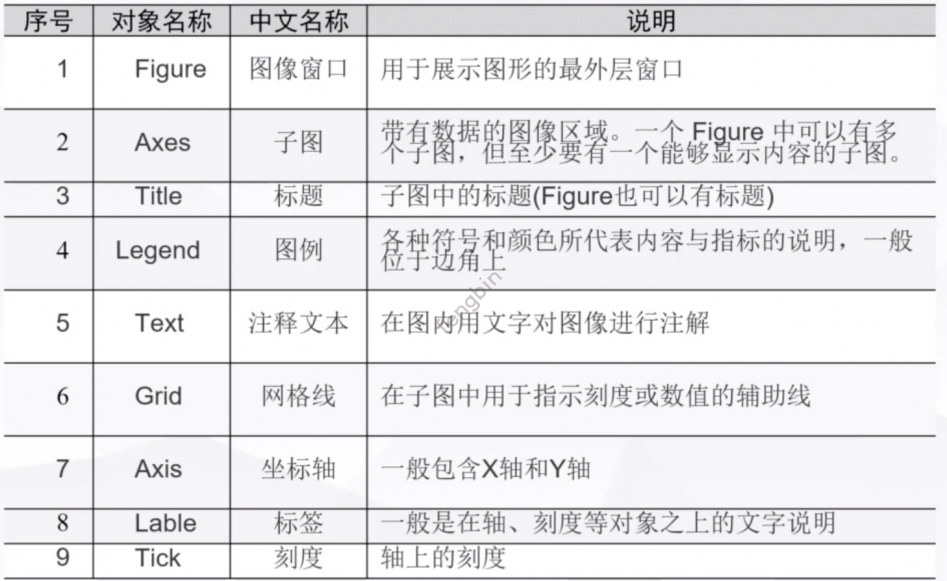 序号 对象名称 中文名称 说明
1 Figure 图像窗口 用于展示图形的最外层窗口
2 Axes 子图 带有数据的图像区域。一个 Figure 中可以有多
个子图，但至少要有一个能够显示内容的子图。
3 Title 标题 子图中的标题(Figure也可以有标题)
4 Legend 图例 各种符号和颜色所代表内容与指标的说明，一般
位于边角上
5 Text 注释文本 在图内用文字对图像进行注解
6 Grid 网格线 在子图中用于指示刻度或数值的辅助线
7 Axis 坐标轴 一般包含X轴和Y轴
8 Lable 标签 一般是在轴、刻度等对象之上的文字说明
9 Tick 刻度 轴上的刻度